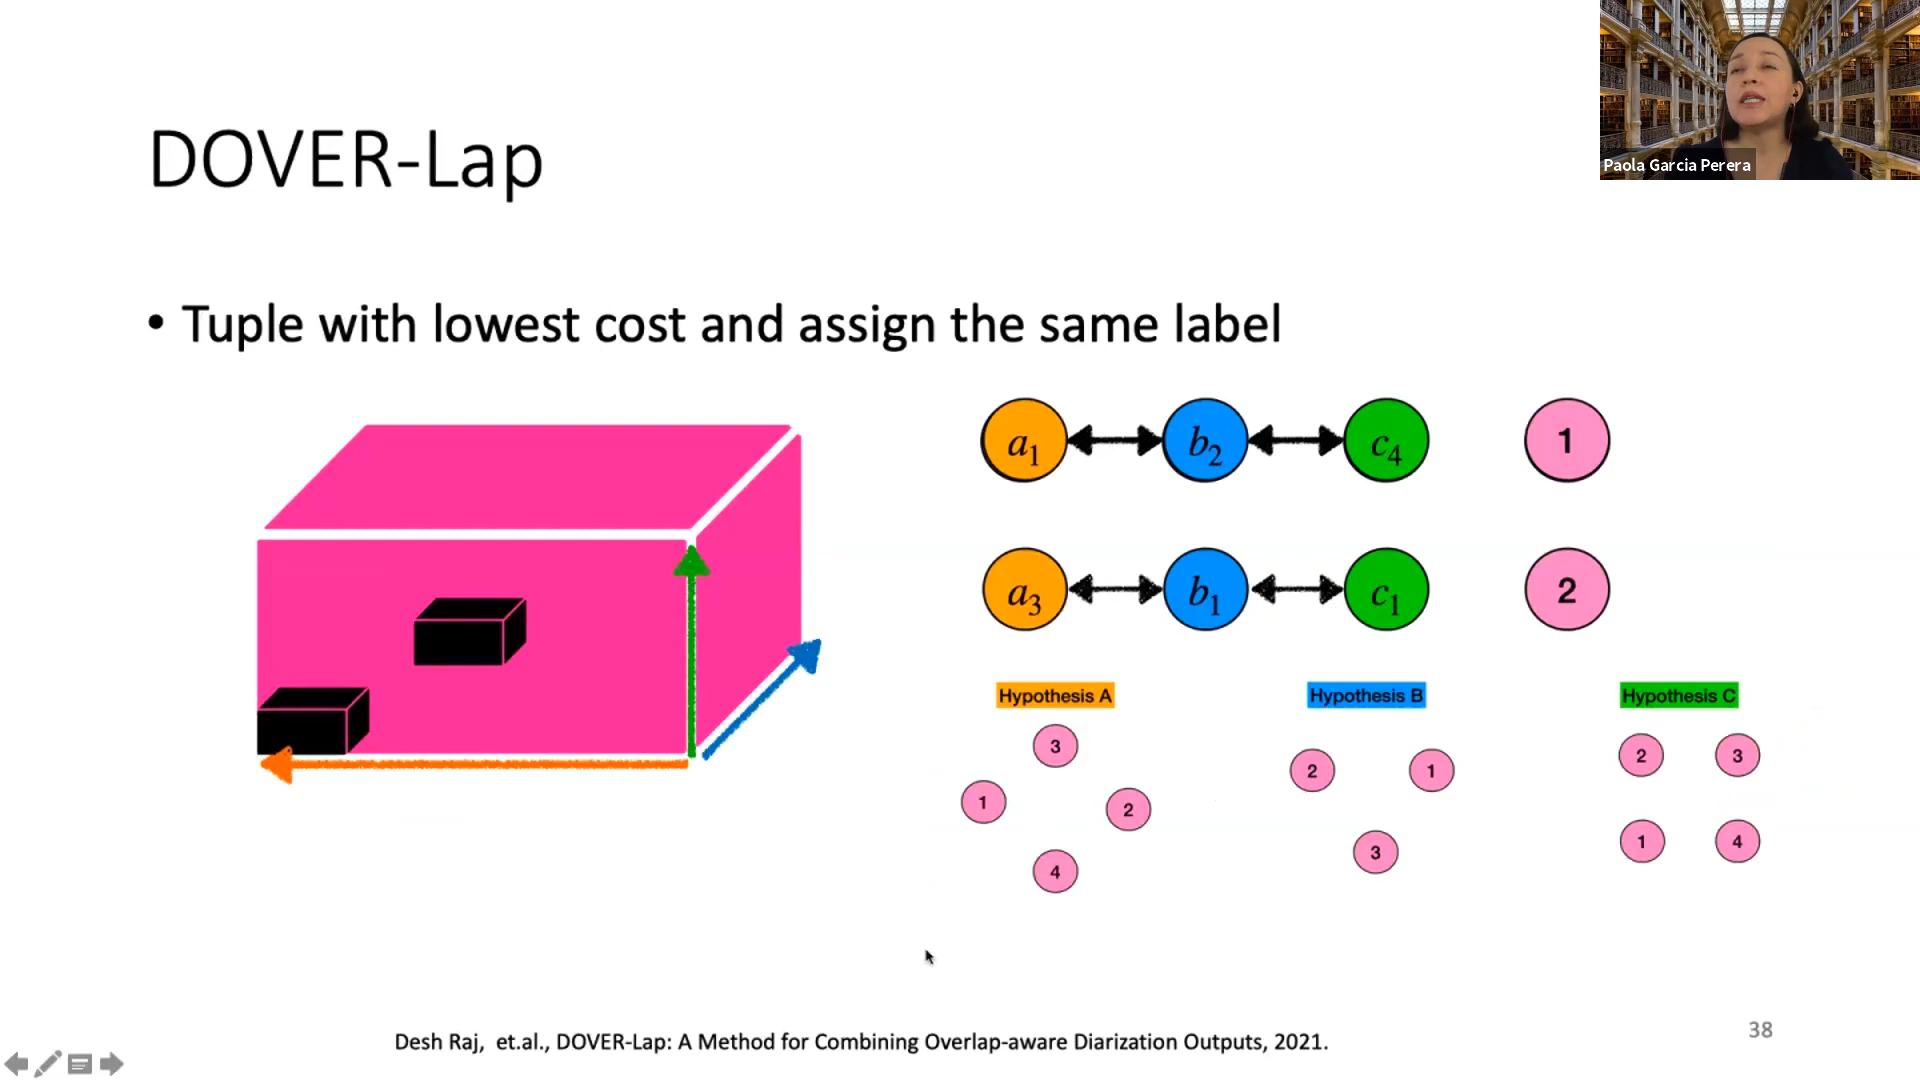 Paola Garcia Perera
DOVER-Lap
• Tuple with lowest cost and assign the same label
a1 b2 c4 1
a3 b1 c1 2
Hypothesis A Hypothesis B Hypothesis C
3
1 2
4
2 1
3
2 3
1 4
Desh Raj, et.al., DOVER-Lap: A Method for Combining Overlap-aware Diarization Outputs, 2021.
38